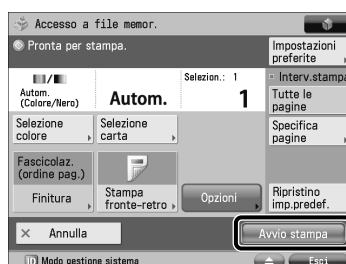 Accesso a file memor.
Pronta per stampa.
Impostazioni
preferite
Autom.
(Colore/Nero)
Autom.
Selezion.: 1
1
Interv.stampa
Tutte le
pagine
Selezione
colore
Selezione
carta
Specifica
pagine
Fascicolaz.
(ordine pag.)
Finitura
Stampa
fronte-retro
Opzioni
Ripristino
imp.predef.
× Annulla
Avvio stampa
ID Modo gestione sistema
Esci